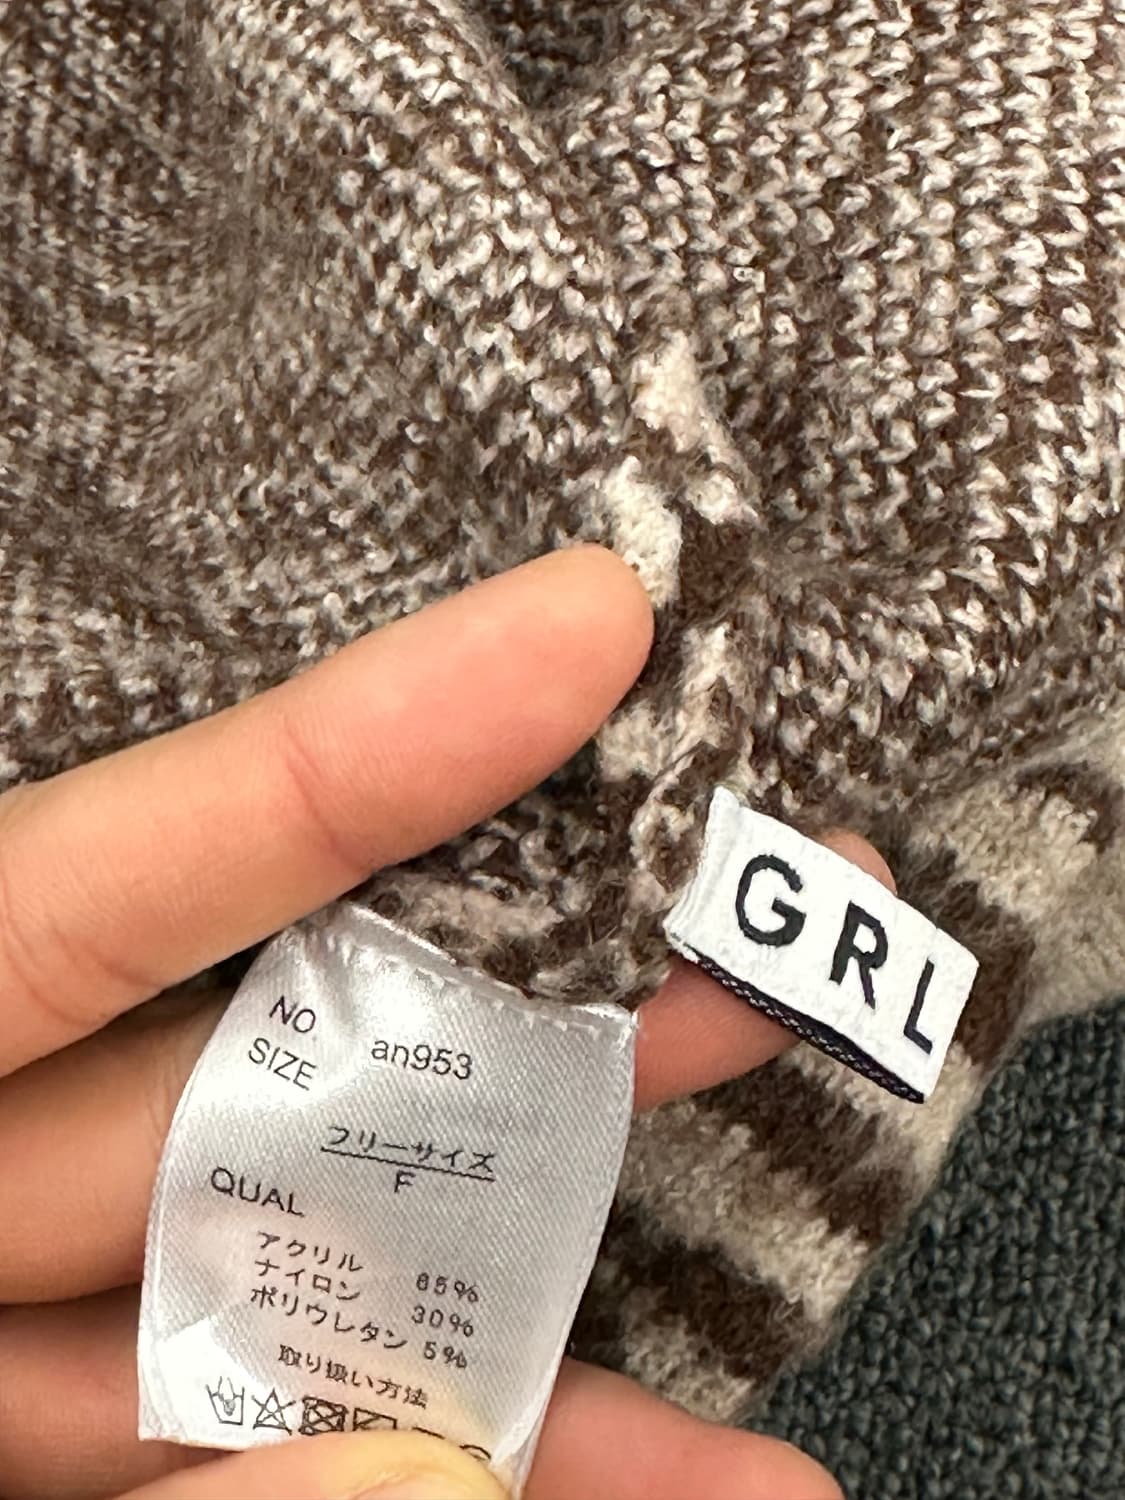 GRL
NO. an953
SIZE
フリーサイズ
F
QUAL
アクリル 65%
ナイロン 30%
ポリウレタン 5%
取り扱い方法